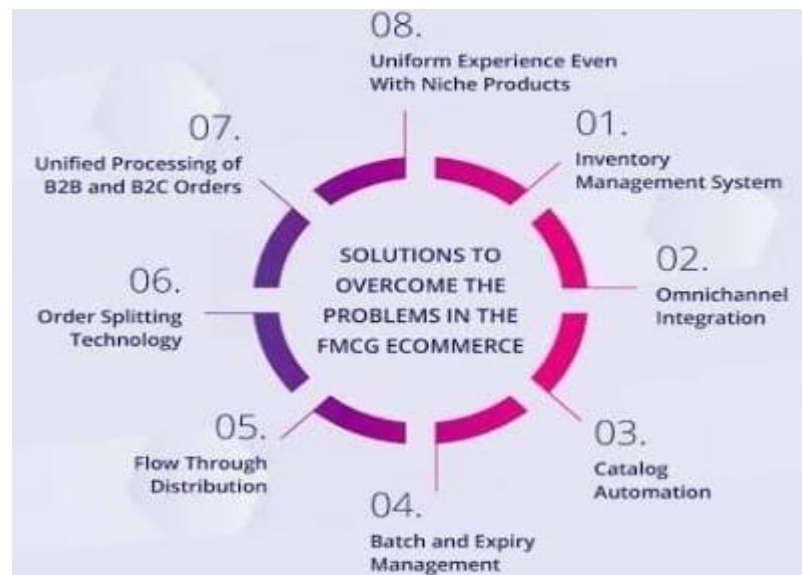 SOLUTIONS TO
OVERCOME THE
PROBLEMS IN THE
FMCG ECOMMERCE
01.
Inventory
Management System
02.
Omnichannel
Integration
03.
Catalog
Automation
04.
Batch and Expiry
Management
05.
Flow Through
Distribution
06.
Order Splitting
Technology
07.
Unified Processing of
B2B and B2C Orders
08.
Uniform Experience Even
With Niche Products